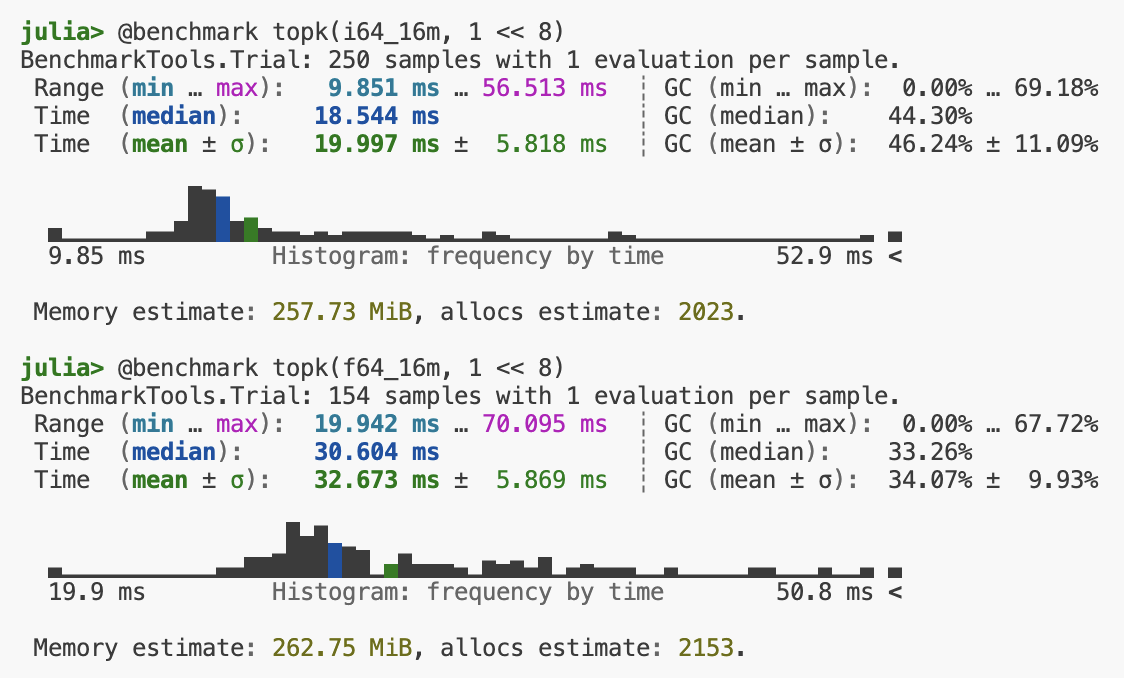 julia> @benchmark topk(i64_16m, 1 << 8)
BenchmarkTools.Trial: 250 samples with 1 evaluation per sample.
Range (min … max): 9.851 ms … 56.513 ms ┊ GC (min … max): 0.00% … 69.18%
Time (median): 18.544 ms ┊ GC (median): 44.30%
Time (mean ± σ): 19.997 ms ± 5.818 ms ┊ GC (mean ± σ): 46.24% ± 11.09%
9.85 ms Histogram: frequency by time 52.9 ms <
Memory estimate: 257.73 MiB, allocs estimate: 2023.
julia> @benchmark topk(f64_16m, 1 << 8)
BenchmarkTools.Trial: 154 samples with 1 evaluation per sample.
Range (min … max): 19.942 ms … 70.095 ms ┊ GC (min … max): 0.00% … 67.72%
Time (median): 30.604 ms ┊ GC (median): 33.26%
Time (mean ± σ): 32.673 ms ± 5.869 ms ┊ GC (mean ± σ): 34.07% ± 9.93%
19.9 ms Histogram: frequency by time 50.8 ms <
Memory estimate: 262.75 MiB, allocs estimate: 2153.